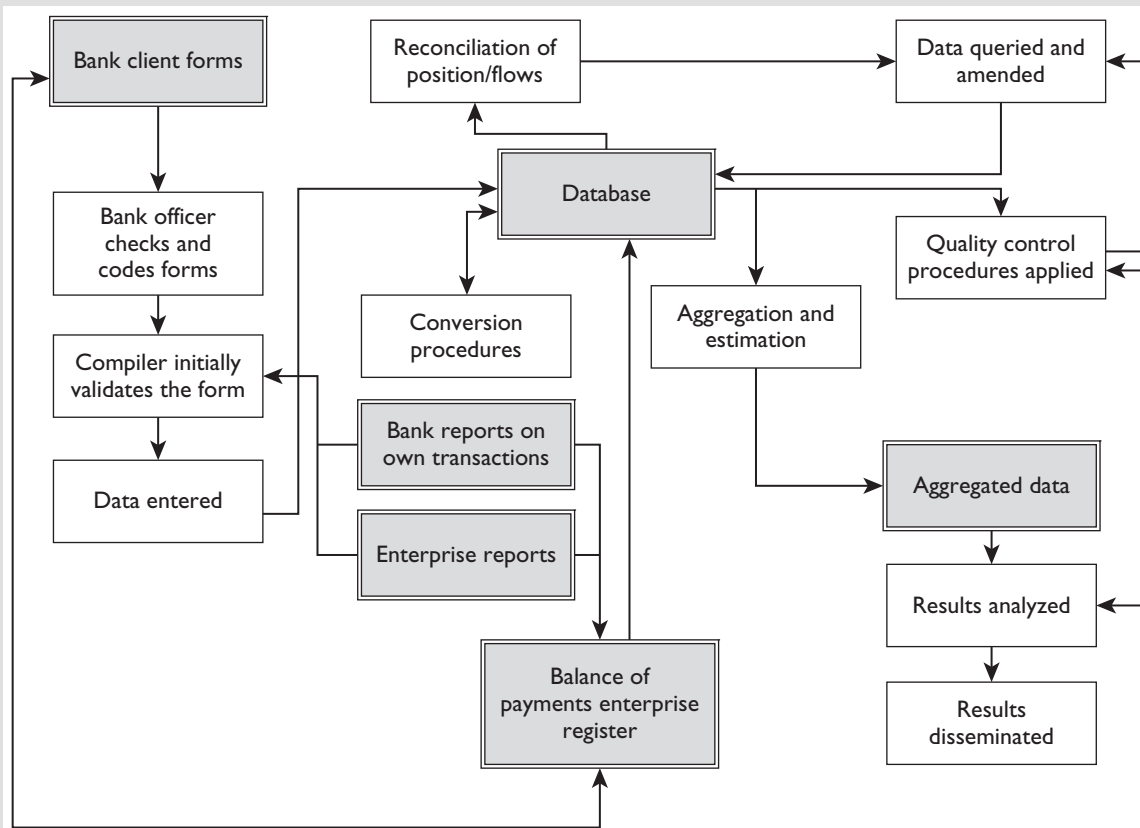 Bank client forms
Reconciliation of
position/flows
Data queried and
amended
Database
Bank officer
checks and
codes forms
Quality control
procedures applied
Conversion
procedures
Aggregation and
estimation
Compiler initially
validates the form
Bank reports on
own transactions
Data entered
Aggregated data
Enterprise reports
Results analyzed
Balance of
payments enterprise
register
Results
disseminated